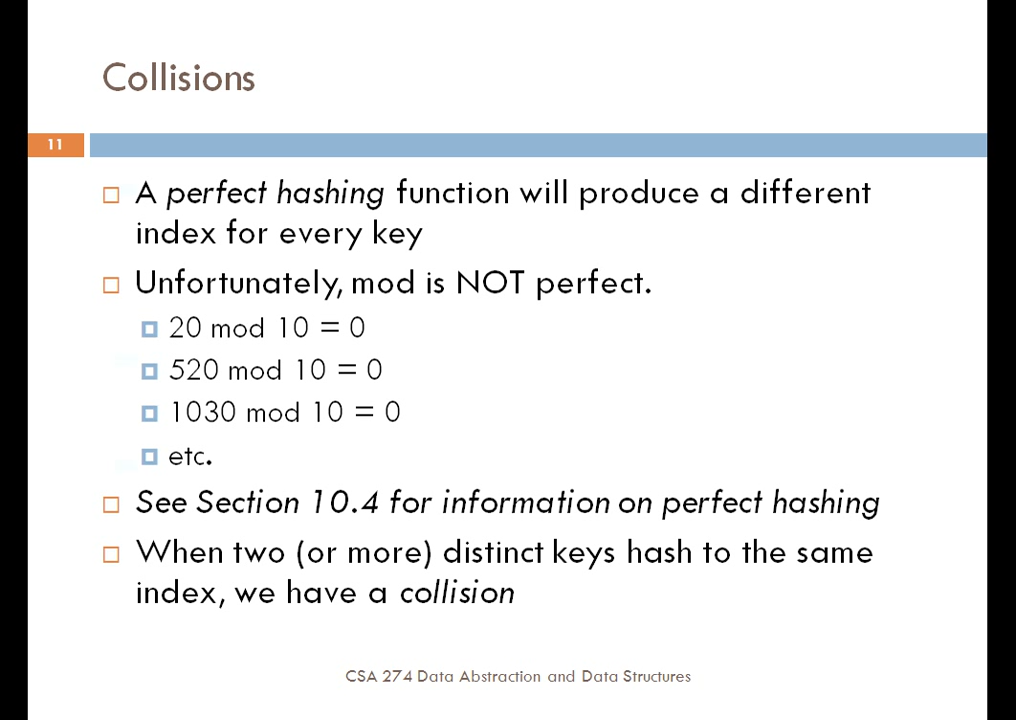 Collisions
11
A perfect hashing function will produce a different
index for every key
Unfortunately, mod is NOT perfect.
20 mod 10 = 0
520 mod 10 = 0
1030 mod 10 = 0
etc.
See Section 10.4 for information on perfect hashing
When two (or more) distinct keys hash to the same
index, we have a collision
CSA 274 Data Abstraction and Data Structures